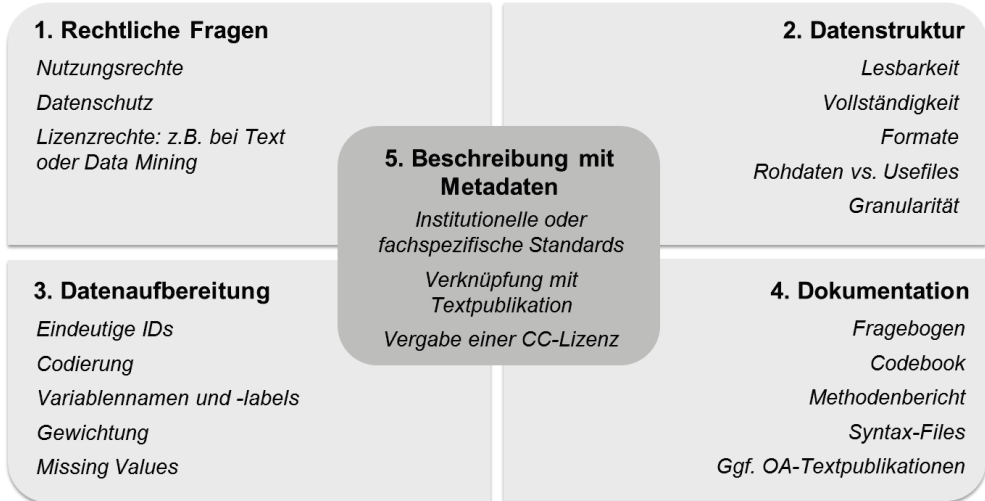 1. Rechtliche Fragen
Nutzungsrechte
Datenschutz
Lizenzrechte: z.B. bei Text
oder Data Mining
2. Datenstruktur
Lesbarkeit
Vollständigkeit
Formate
Rohdaten vs. Usefiles
Granularität
3. Datenaufbereitung
Eindeutige IDs
Codierung
Variablennamen und -labels
Gewichtung
Missing Values
4. Dokumentation
Fragebogen
Codebook
Methodenbericht
Syntax-Files
Ggf. OA-Textpublikationen
5. Beschreibung mit
Metadaten
Institutionelle oder
fachspezifische Standards
Verknüpfung mit
Textpublikation
Vergabe einer CC-Lizenz